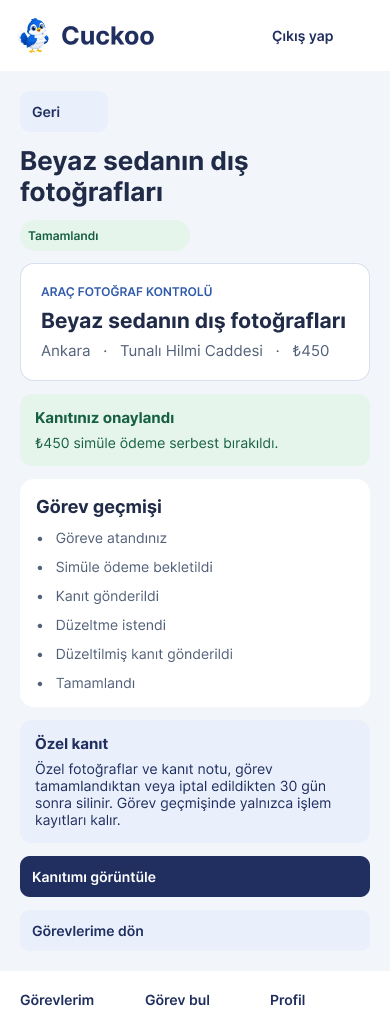 Cuckoo
Çıkış yap
Geri
Beyaz sedanın dış
fotoğrafları
Tamamlandı
ARAÇ FOTOĞRAF KONTROLÜ
Beyaz sedanın dış fotoğrafları
Ankara · Tunalı Hilmi Caddesi · ₺450
Kanıtınız onaylandı
₺450 simüle ödeme serbest bırakıldı.
Görev geçmişi
• Göreve atandınız
• Simüle ödeme bekletildi
• Kanıt gönderildi
• Düzeltme istendi
• Düzeltilmiş kanıt gönderildi
• Tamamlandı
Özel kanıt
Özel fotoğraflar ve kanıt notu, görev
tamamlandıktan veya iptal edildikten 30 gün
sonra silinir. Görev geçmişinde yalnızca işlem
kayıtları kalır.
Kanıtımı görüntüle
Görevlerime dön
Görevlerim
Görev bul
Profil